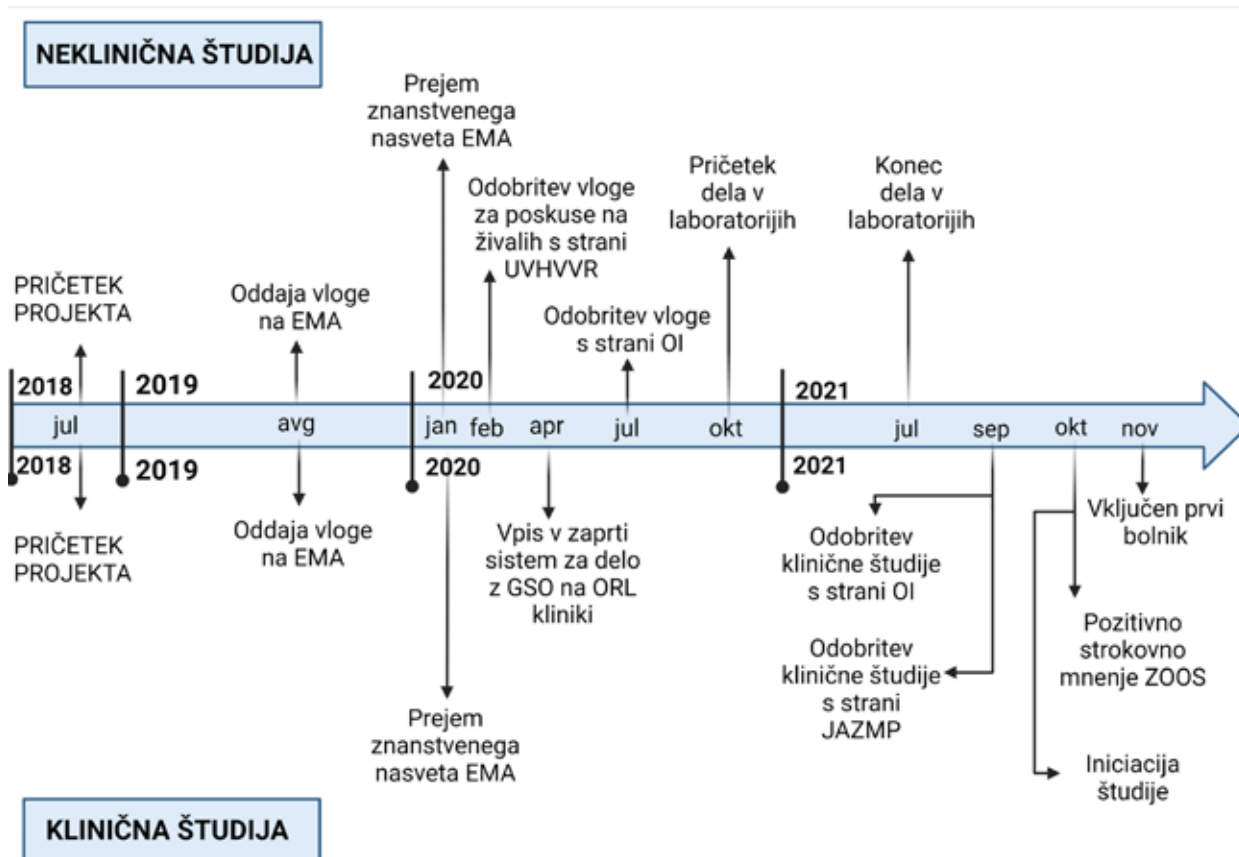 NEKLINIČNA ŠTUDIJA
Prejem
znanstvenega
nasveta EMA
Odobritev vloge
za poskuse na
živalih s strani
UVHVVR
Pričetek
dela v
laboratorijih
Konec
dela v
laboratorijih
PRIČETEK
PROJEKTA
Oddaja vloge
na EMA
Odobritev vloge
s strani OI
2018
2019
2020
2021
jul
avg
jan
feb
apr
jul
okt
jul
sep
okt
nov
2018
2019
2020
2021
PRIČETEK
PROJEKTA
Oddaja vloge
na EMA
Vpis v zaprti
sistem za delo
z GSO na ORL
kliniki
Odobritev
klinične študije
s strani OI
Vključen prvi
bolnik
Odobritev
klinične študije
s strani
JAZMP
Pozitivno
strokovno
mnenje ZOOS
Prejem
znanstvenega
nasveta EMA
Iniciacija
študije
KLINIČNA ŠTUDIJA